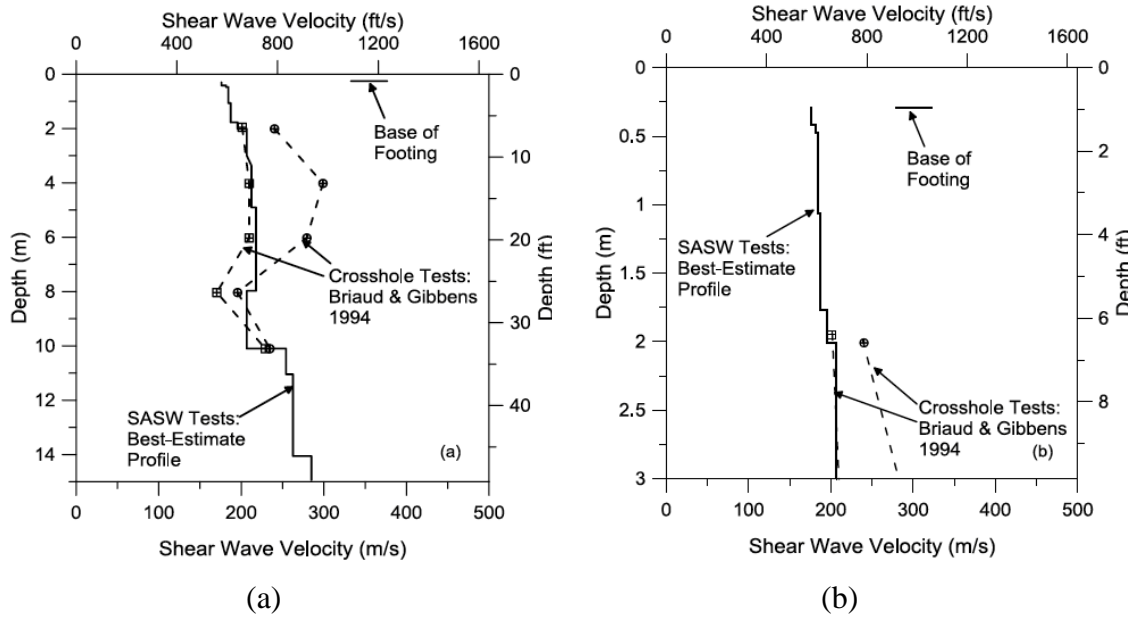 Shear Wave Velocity (ft/s)
0 400 800 1200 1600
0
2
4
6
8
10
12
14
Depth (m)
0
10
20
30
40
Depth (ft)
Base of
Footing
Crosshole Tests:
Briaud & Gibbens
1994
SASW Tests:
Best-Estimate
Profile
(a)
0 100 200 300 400 500
Shear Wave Velocity (m/s)
(a)
Shear Wave Velocity (ft/s)
0 400 800 1200 1600
0
0.5
1
1.5
2
2.5
3
Depth (m)
0
2
4
6
8
Depth (ft)
Base of
Footing
SASW Tests:
Best-Estimate
Profile
Crosshole Tests:
Briaud & Gibbens
1994
(b)
0 100 200 300 400 500
Shear Wave Velocity (m/s)
(b)